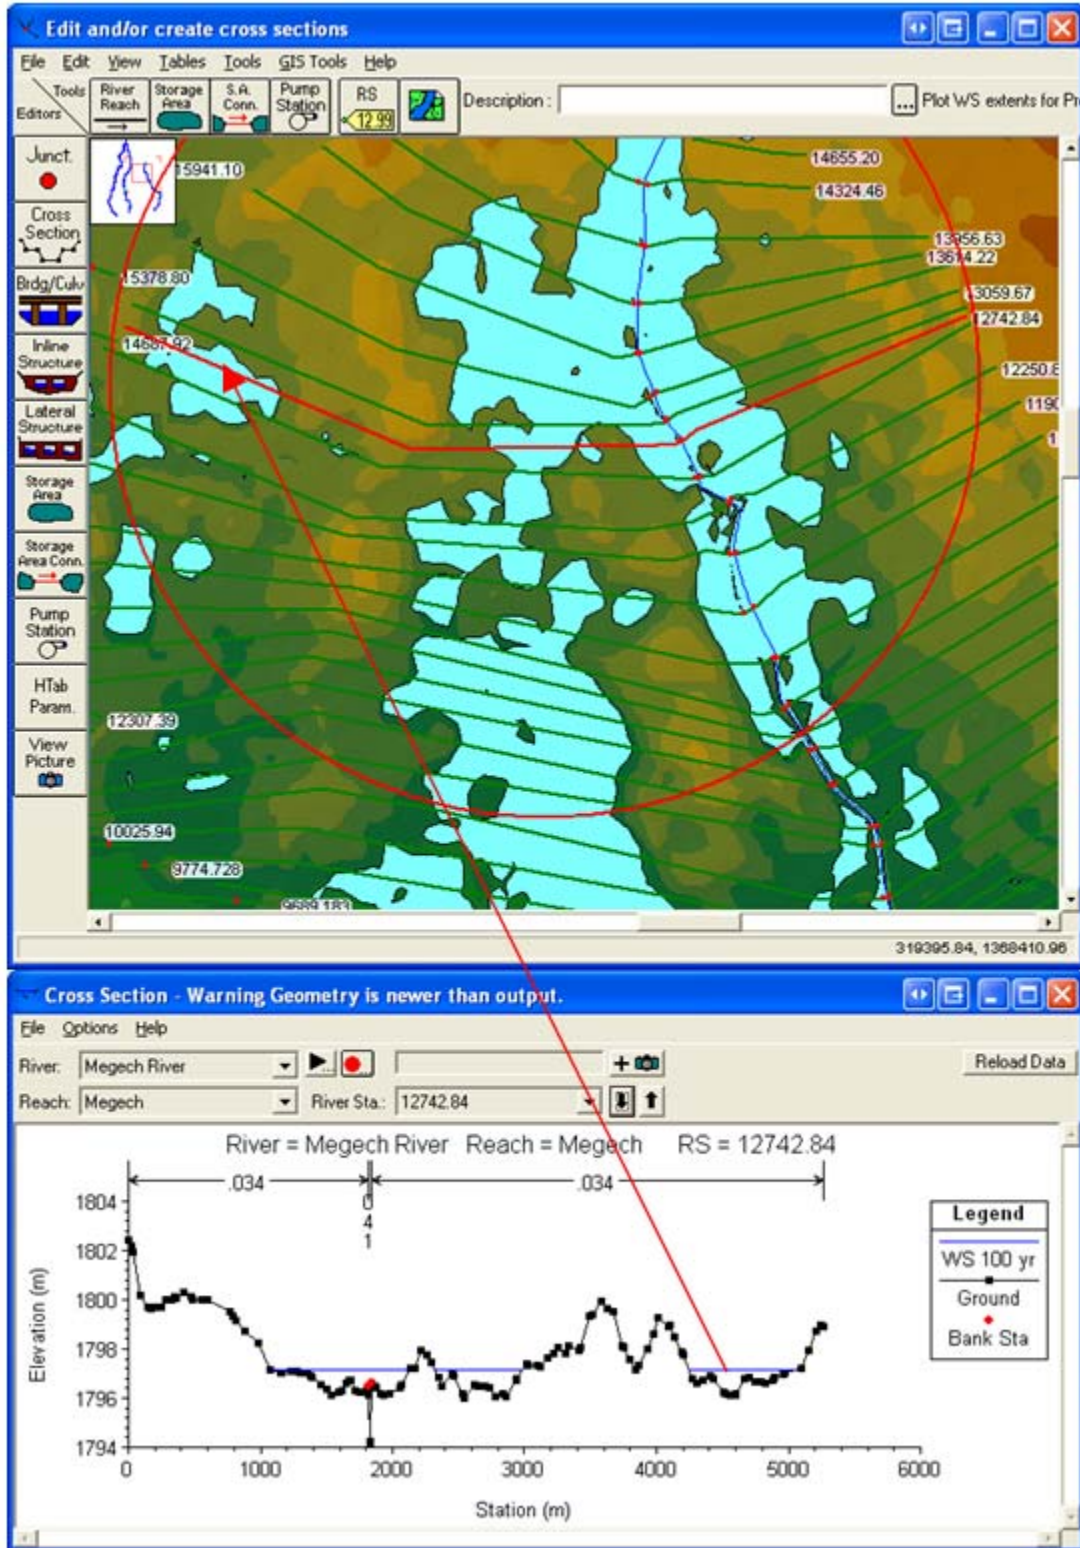 Edit and/or create cross sections
File Edit View Tables Tools GIS Tools Help
Tools
Editors
River Reach
Storage Area
S.A. Conn.
Pump Station
RS
12.99
Description :
...
Plot WS extents for Pr
Junct.
Cross Section
Brdg/Culv
Inline Structure
Lateral Structure
Storage Area
Storage Area Conn.
Pump Station
HTab Param.
View Picture
15941.10
14655.20
14324.46
13956.63
13614.22
15378.80
13059.67
12742.84
14687.92
12250.8
1190
1
12307.39
10025.94
9774.728
9689.183
319395.84, 1368410.96
Cross Section - Warning Geometry is newer than output.
File Options Help
River: Megech River
Reload Data
Reach: Megech
River Sta.: 12742.84
River = Megech River Reach = Megech RS = 12742.84
.034
.034
0
4
1
1804
1802
1800
1798
1796
1794
Elevation (m)
0 1000 2000 3000 4000 5000 6000
Station (m)
Legend
WS 100 yr
Ground
Bank Sta